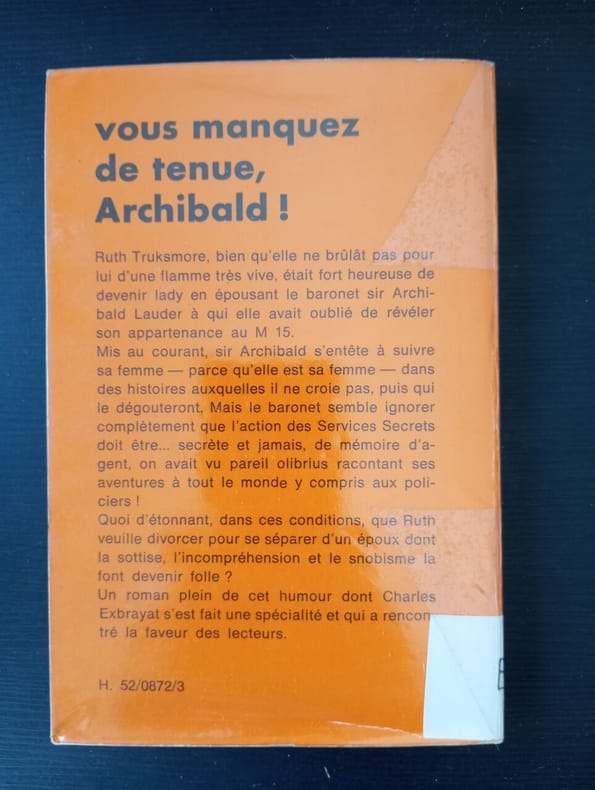 vous manquez
de tenue,
Archibald !
Ruth Truksmore, bien qu'elle ne brûlât pas pour
lui d'une flamme très vive, était fort heureuse de
devenir lady en épousant le baronet sir Archi-
bald Lauder à qui elle avait oublié de révéler
son appartenance au M 15.
Mis au courant, sir Archibald s'entête à suivre
sa femme — parce qu'elle est sa femme — dans
des histoires auxquelles il ne croie pas, puis qui
le dégouteront. Mais le baronet semble ignorer
complètement que l'action des Services Secrets
doit être... secrète et jamais, de mémoire d'a-
gent, on avait vu pareil olibrius racontant ses
aventures à tout le monde y compris aux poli-
ciers !
Quoi d'étonnant, dans ces conditions, que Ruth
veuille divorcer pour se séparer d'un époux dont
la sottise, l'incompréhension et le snobisme la
font devenir folle ?
Un roman plein de cet humour dont Charles
Exbrayat s'est fait une spécialité et qui a rencon-
tré la faveur des lecteurs.
H. 52/0872/3